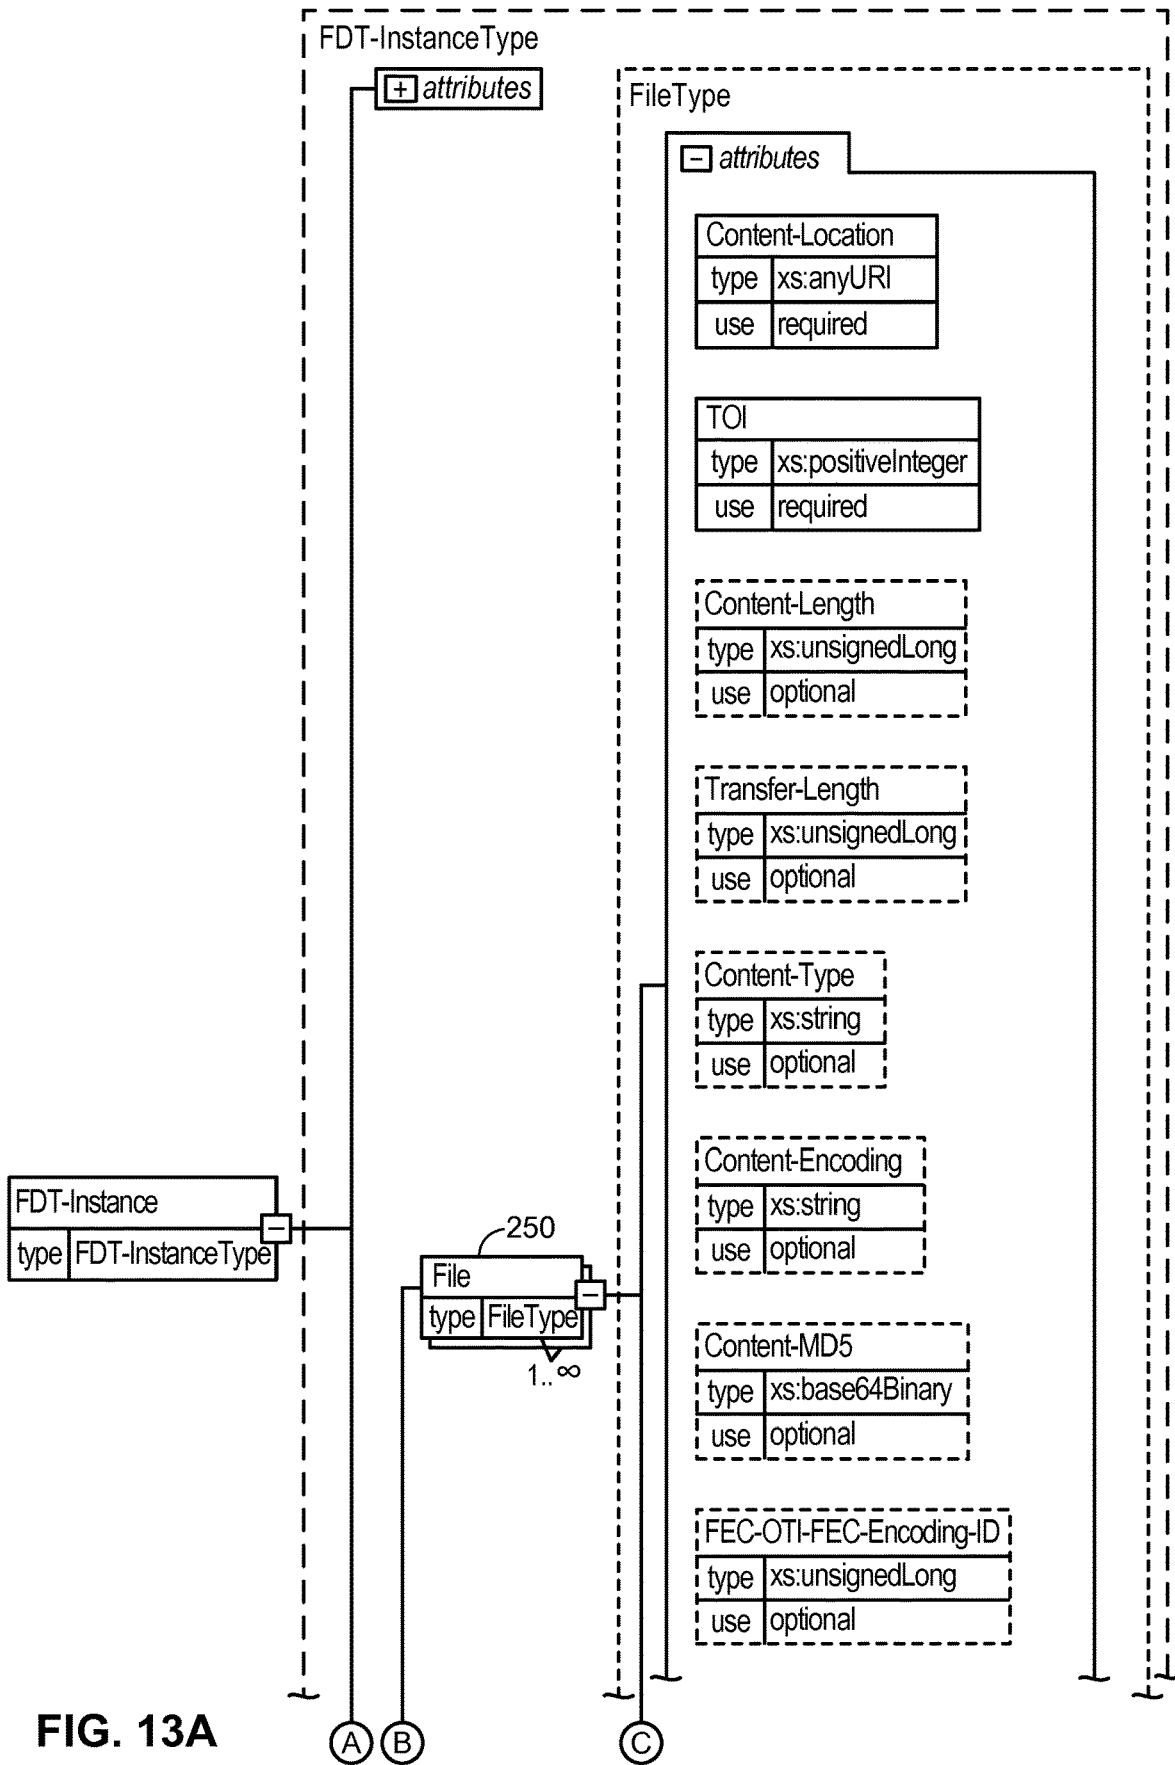 FDT-InstanceType
+ attributes
FileType
− attributes
Content-Location
type xs:anyURI
use required
TOI
type xs:positiveInteger
use required
Content-Length
type xs:unsignedLong
use optional
Transfer-Length
type xs:unsignedLong
use optional
Content-Type
type xs:string
use optional
Content-Encoding
type xs:string
use optional
FDT-Instance
type FDT-InstanceType
−
250
File
type FileType
−
1..∞
Content-MD5
type xs:base64Binary
use optional
FEC-OTI-FEC-Encoding-ID
type xs:unsignedLong
use optional
FIG. 13A
A B C